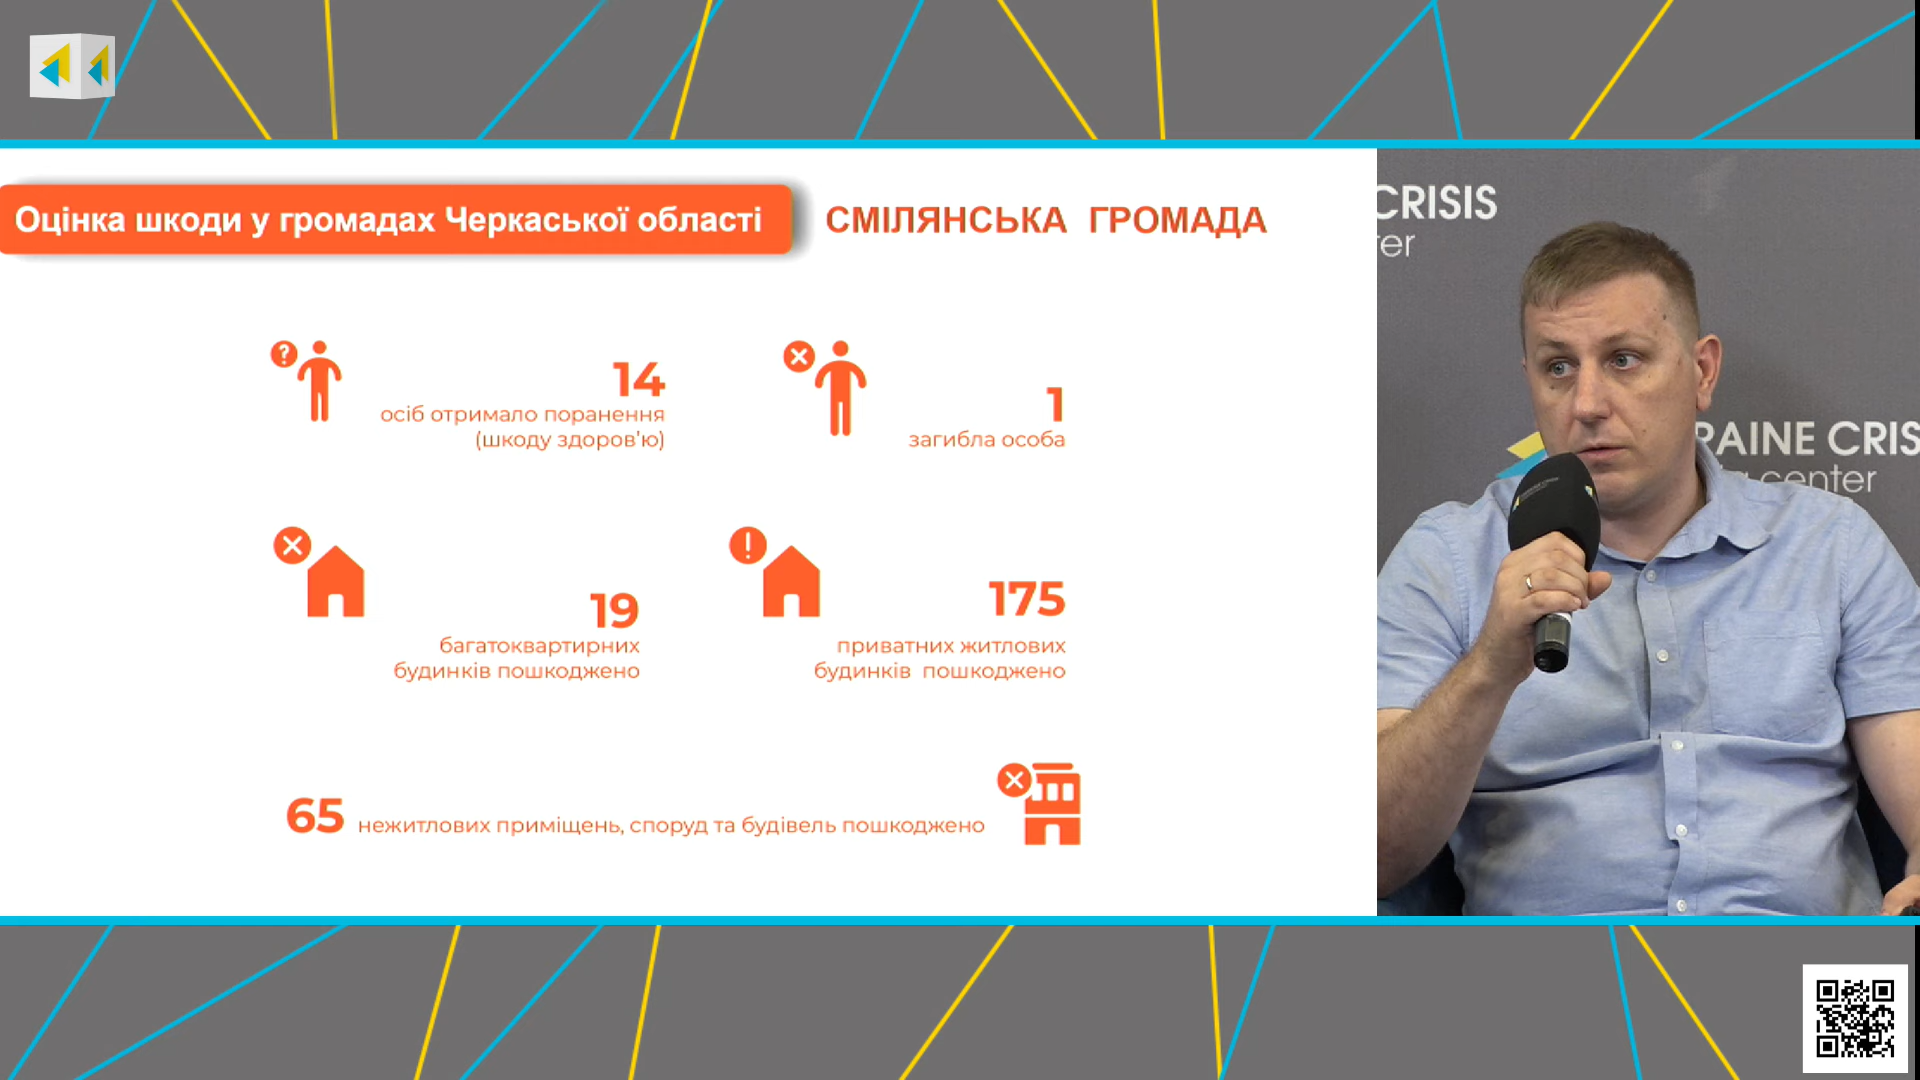 Оцінка шкоди у громадах Черкаської області
СМІЛЯНСЬКА ГРОМАДА
14
осіб отримало поранення
(шкоду здоров'ю)
1
загибла особа
19
багатоквартирних
будинків пошкоджено
175
приватних житлових
будинків пошкоджено
65 нежитлових приміщень, споруд та будівель пошкоджено
CRISIS
er
RAINE CRIS
center